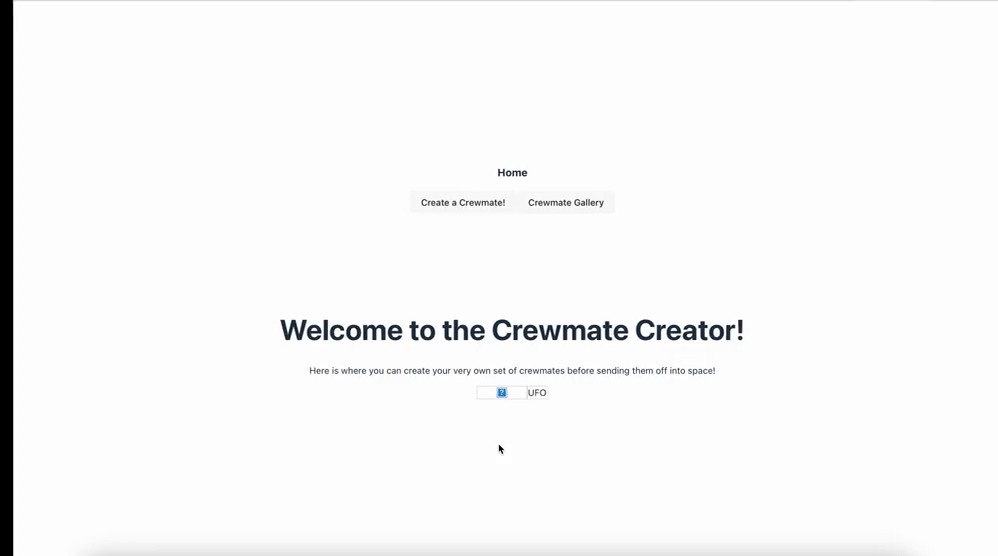 Home
Create a Crewmate! Crewmate Gallery
Welcome to the Crewmate Creator!
Here is where you can create your very own set of crewmates before sending them off into space!
? UFO